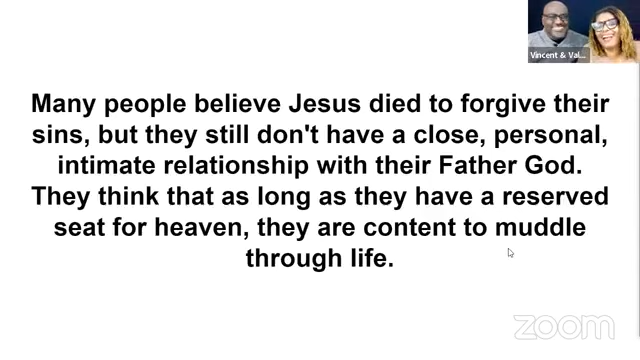 Vincent & Val...
Many people believe Jesus died to forgive their
sins, but they still don't have a close, personal,
intimate relationship with their Father God.
They think that as long as they have a reserved
seat for heaven, they are content to muddle
through life.
zoom